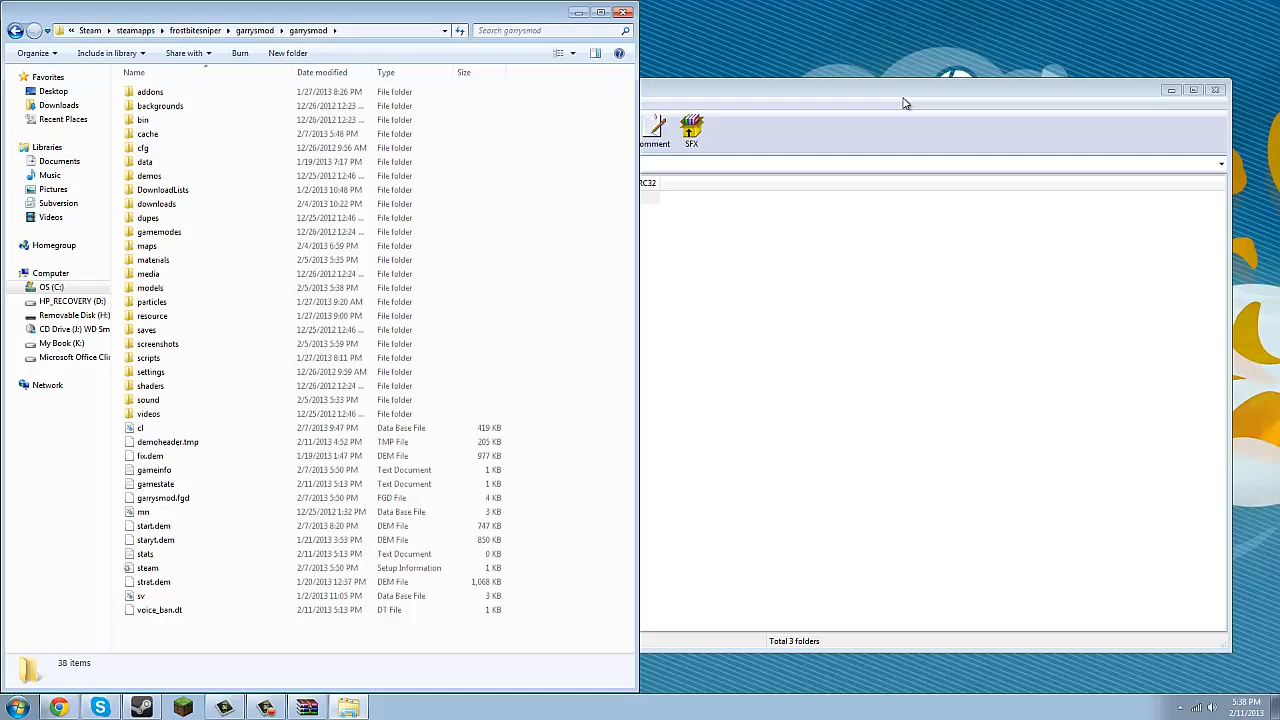 « Steam ▸ steamapps ▸ frostbitesniper ▸ garrysmod ▸ garrysmod ▸ Search garrysmod
Organize Include in library Share with Burn New folder
Name Date modified Type Size
Favorites
Desktop
Downloads
Recent Places
Libraries
Documents
Music
Pictures
Subversion
Videos
Homegroup
Computer
OS (C:)
HP_RECOVERY (D:)
Removable Disk (H:)
CD Drive (J:) WD Sm
My Book (K:)
Microsoft Office Clic
Network
addons 1/27/2013 8:26 PM File folder
backgrounds 12/26/2012 12:23 ... File folder
bin 12/26/2012 12:23 ... File folder
cache 2/7/2013 5:48 PM File folder
cfg 12/26/2012 9:56 AM File folder
data 1/19/2013 7:17 PM File folder
demos 12/25/2012 12:46 ... File folder
DownloadLists 1/2/2013 10:48 PM File folder
downloads 2/4/2013 10:22 PM File folder
dupes 12/25/2012 12:46 ... File folder
gamemodes 12/26/2012 12:24 ... File folder
maps 2/4/2013 6:59 PM File folder
materials 2/5/2013 5:35 PM File folder
media 12/26/2012 12:24 ... File folder
models 2/5/2013 5:38 PM File folder
particles 1/27/2013 9:20 AM File folder
resource 1/27/2013 9:00 PM File folder
saves 12/25/2012 12:46 ... File folder
screenshots 2/5/2013 5:59 PM File folder
scripts 1/27/2013 8:11 PM File folder
settings 12/26/2012 9:59 AM File folder
shaders 12/26/2012 12:24 ... File folder
sound 2/5/2013 5:33 PM File folder
videos 12/25/2012 12:46 ... File folder
cl 2/7/2013 9:47 PM Data Base File 419 KB
demoheader.tmp 2/11/2013 4:52 PM TMP File 205 KB
fix.dem 1/19/2013 1:47 PM DEM File 977 KB
gameinfo 2/7/2013 5:50 PM Text Document 1 KB
gamestate 2/11/2013 5:13 PM Text Document 1 KB
garrysmod.fgd 2/7/2013 5:50 PM FGD File 4 KB
mn 12/25/2012 1:32 PM Data Base File 3 KB
start.dem 2/7/2013 8:20 PM DEM File 747 KB
staryt.dem 1/21/2013 3:53 PM DEM File 850 KB
stats 2/11/2013 5:13 PM Text Document 0 KB
steam 2/7/2013 5:50 PM Setup Information 1 KB
strat.dem 1/20/2013 12:37 PM DEM File 1,068 KB
sv 1/2/2013 11:05 PM Data Base File 3 KB
voice_ban.dt 2/11/2013 5:13 PM DT File 1 KB
38 items
omment SFX
RC32
Total 3 folders
5:38 PM
2/11/2013